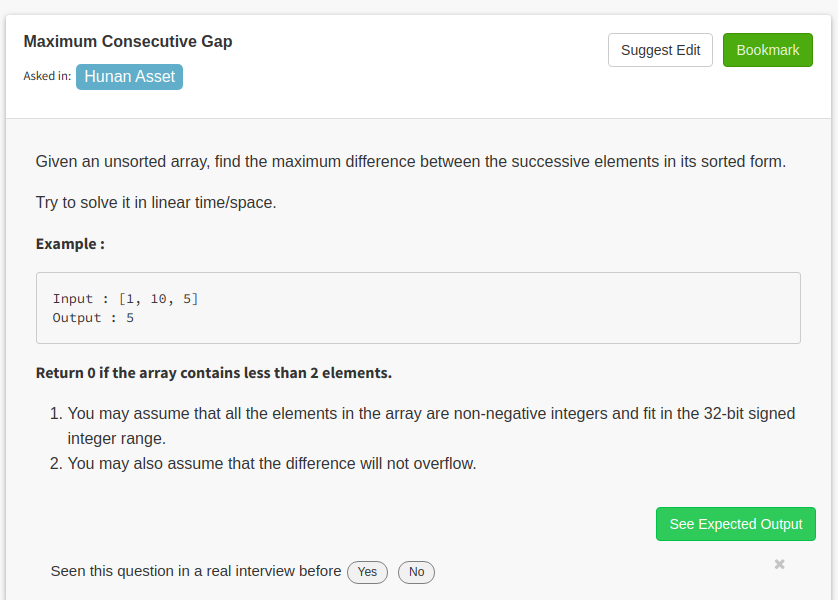 Maximum Consecutive Gap
Suggest Edit
Bookmark
Asked in: Hunan Asset
Given an unsorted array, find the maximum difference between the successive elements in its sorted form.
Try to solve it in linear time/space.
Example :
Input : [1, 10, 5]
Output : 5
Return 0 if the array contains less than 2 elements.
1. You may assume that all the elements in the array are non-negative integers and fit in the 32-bit signed
integer range.
2. You may also assume that the difference will not overflow.
See Expected Output
Seen this question in a real interview before Yes No